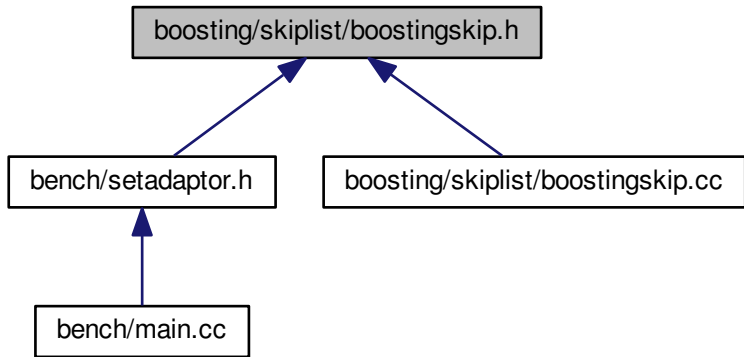 boosting/skiplist/boostingskip.h
bench/setadaptor.h
boosting/skiplist/boostingskip.cc
bench/main.cc